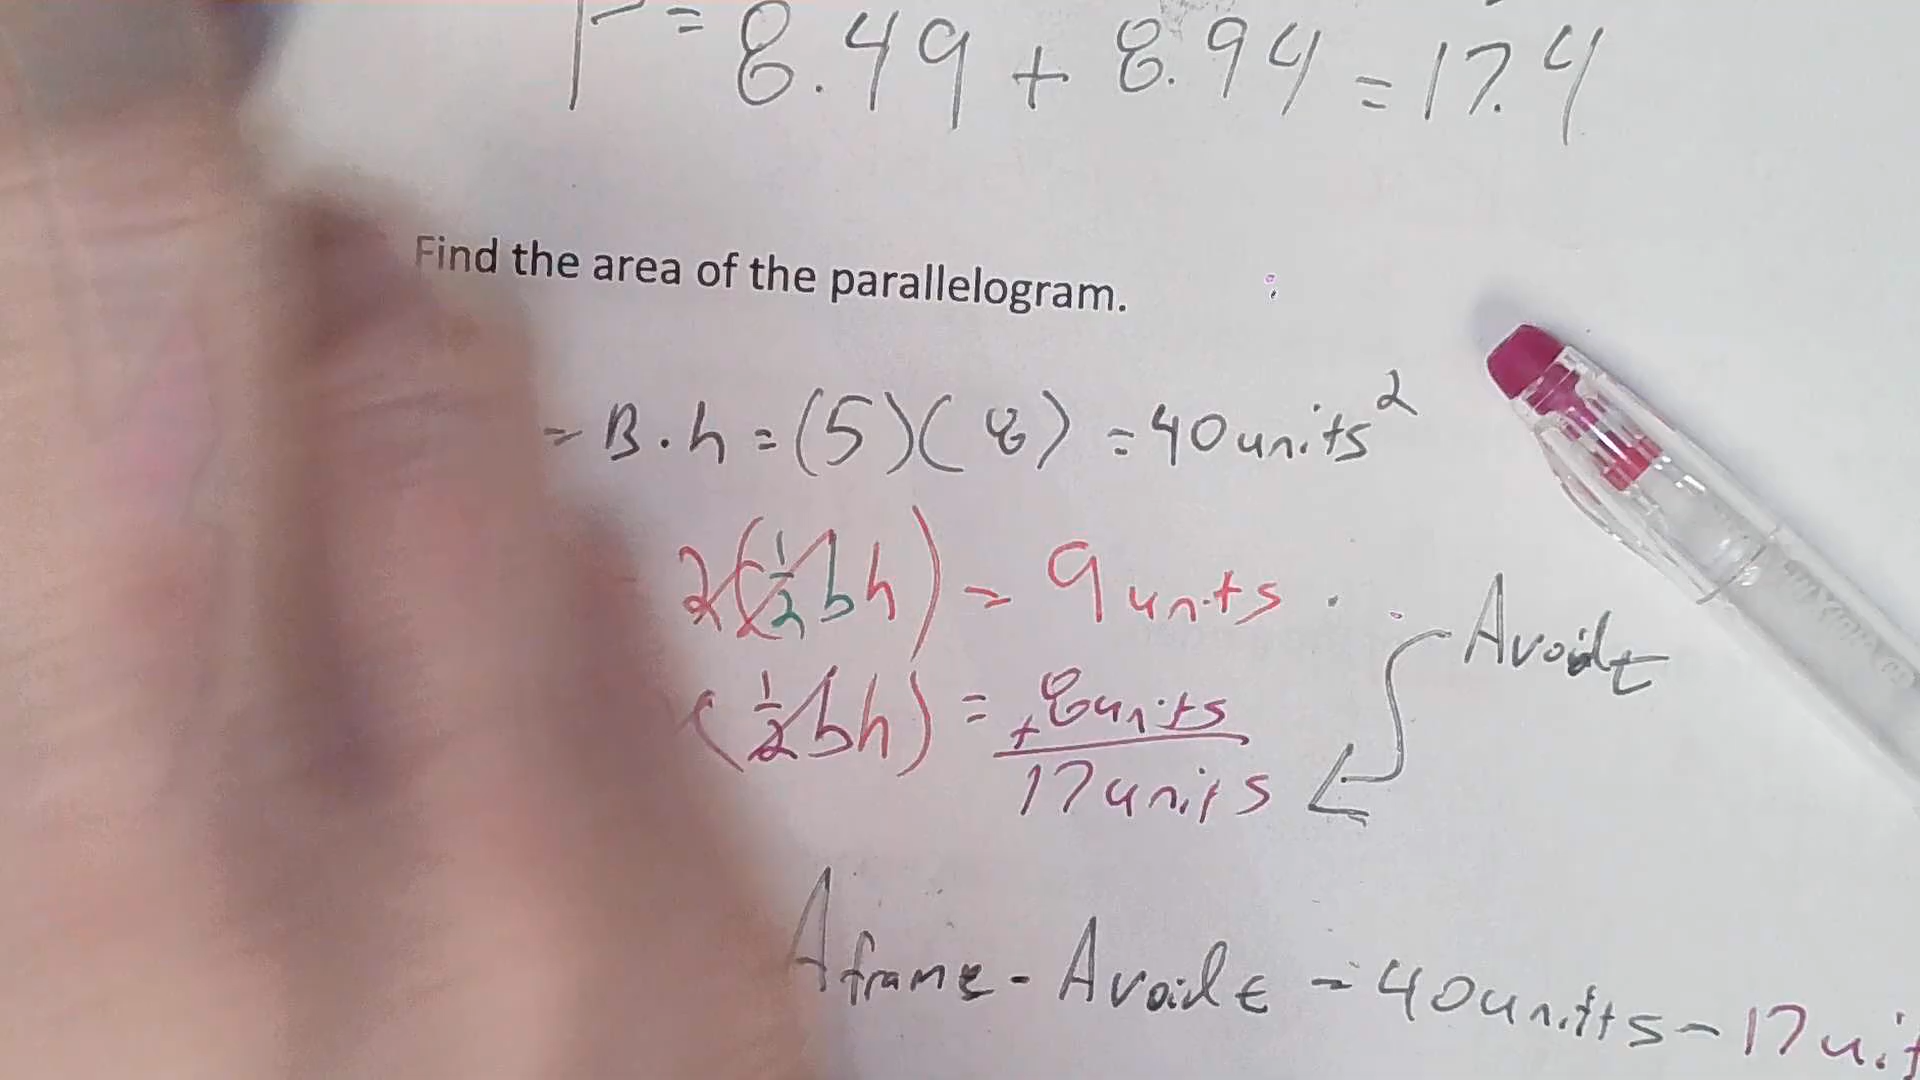 P = 8.49 + 8.94 = 17.4
Find the area of the parallelogram.
= B · h = (5)(8) = 40 units²
2(½bh) = 9 units
(½bh) = + 8 units
17 units
Avoid
Aframe - Avoid = 40 units - 17 unit